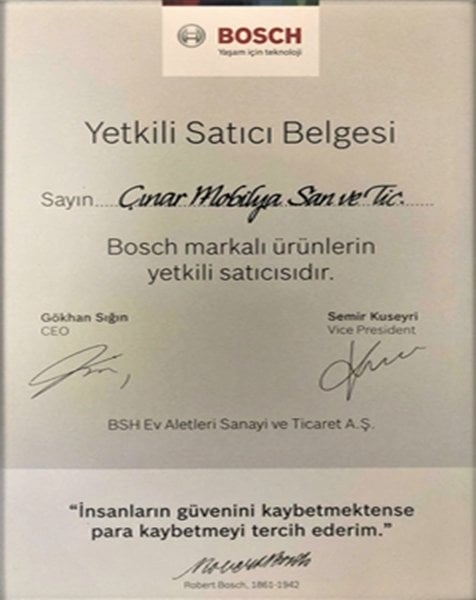 BOSCH
Yaşam için teknoloji
Yetkili Satıcı Belgesi
Sayın....Çınar Mobilya San ve Tic.
Bosch markalı ürünlerin
yetkili satıcısıdır.
Gökhan Sığın
CEO
Semir Kuseyri
Vice President
BSH Ev Aletleri Sanayi ve Ticaret A.Ş.
“İnsanların güvenini kaybetmektense
para kaybetmeyi tercih ederim.”
Robert Bosch
Robert Bosch, 1861-1942